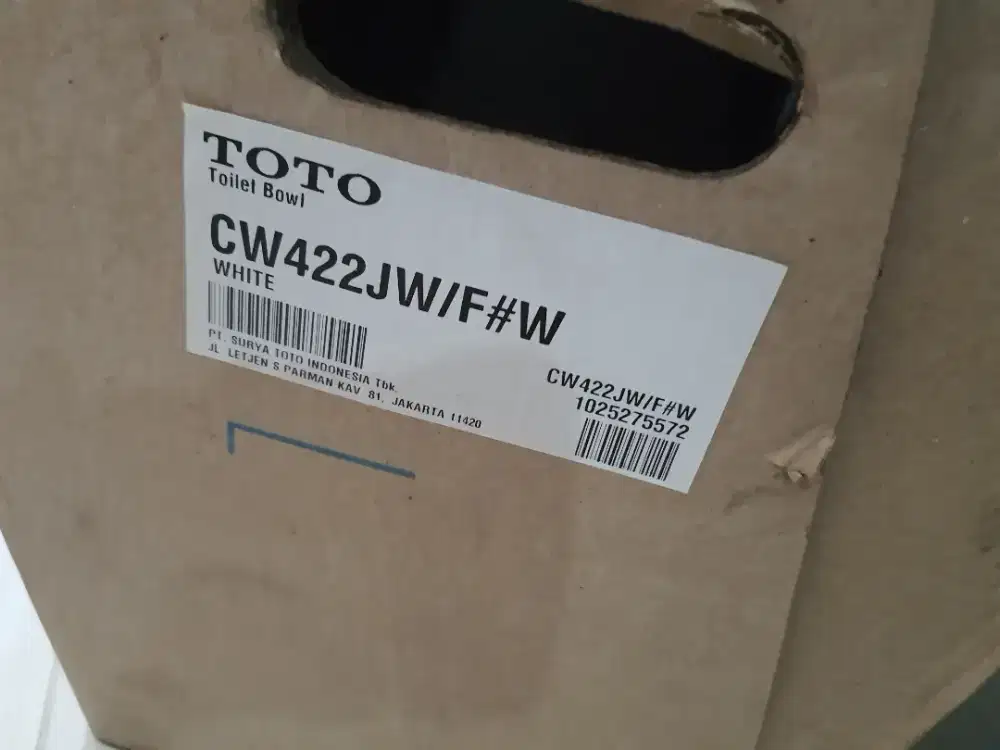 TOTO
Toilet Bowl
CW422JW/F#W
WHITE
PT. SURYA TOTO INDONESIA Tbk.
JL LETJEN S PARMAN KAV 81, JAKARTA 11420
CW422JW/F#W
1025275572